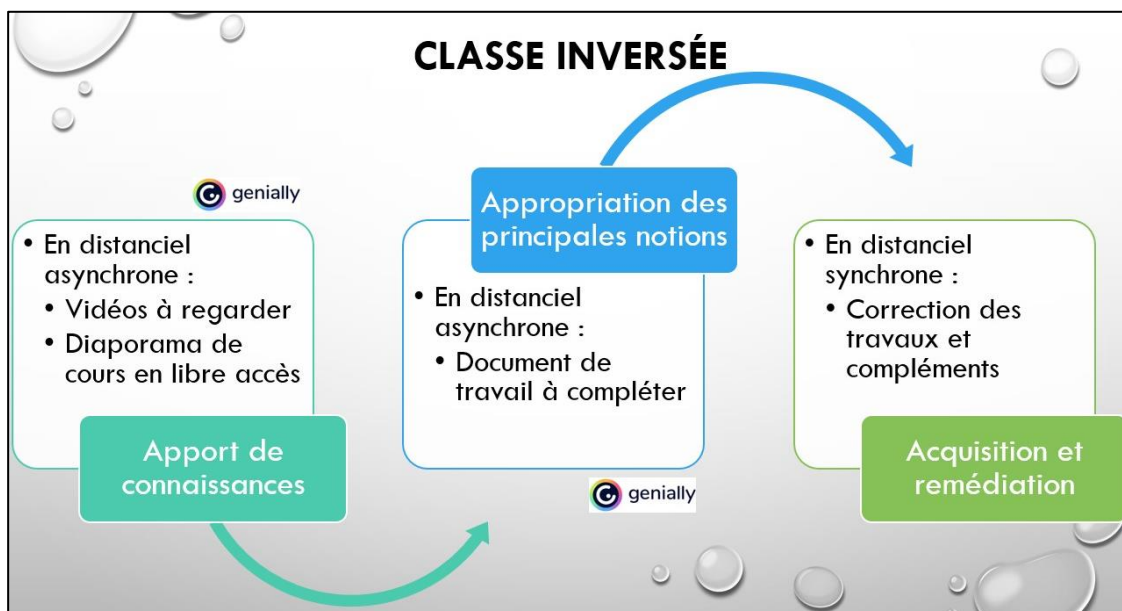 CLASSE INVERSÉE
genially
• En distanciel
asynchrone :
• Vidéos à regarder
• Diaporama de
cours en libre accès
Apport de
connaissances
Appropriation des
principales notions
• En distanciel
asynchrone :
• Document de
travail à compléter
genially
• En distanciel
synchrone :
• Correction des
travaux et
compléments
Acquisition et
remédiation